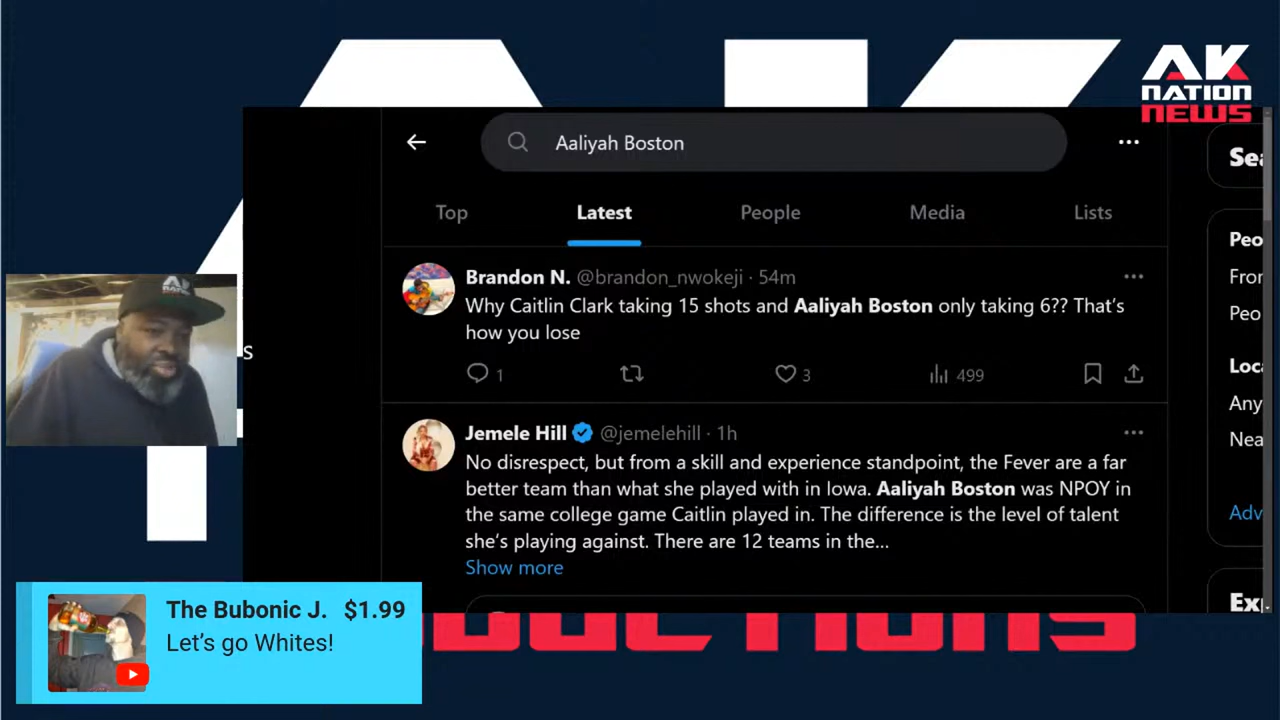 AK
NATION
NEWS
Aaliyah Boston
Top Latest People Media Lists
Brandon N. @brandon_nwokeji · 54m
Why Caitlin Clark taking 15 shots and Aaliyah Boston only taking 6?? That's
how you lose
1 3 499
Jemele Hill @jemelehill · 1h
No disrespect, but from a skill and experience standpoint, the Fever are a far
better team than what she played with in Iowa. Aaliyah Boston was NPOY in
the same college game Caitlin played in. The difference is the level of talent
she's playing against. There are 12 teams in the...
Show more
The Bubonic J. $1.99
Let's go Whites!